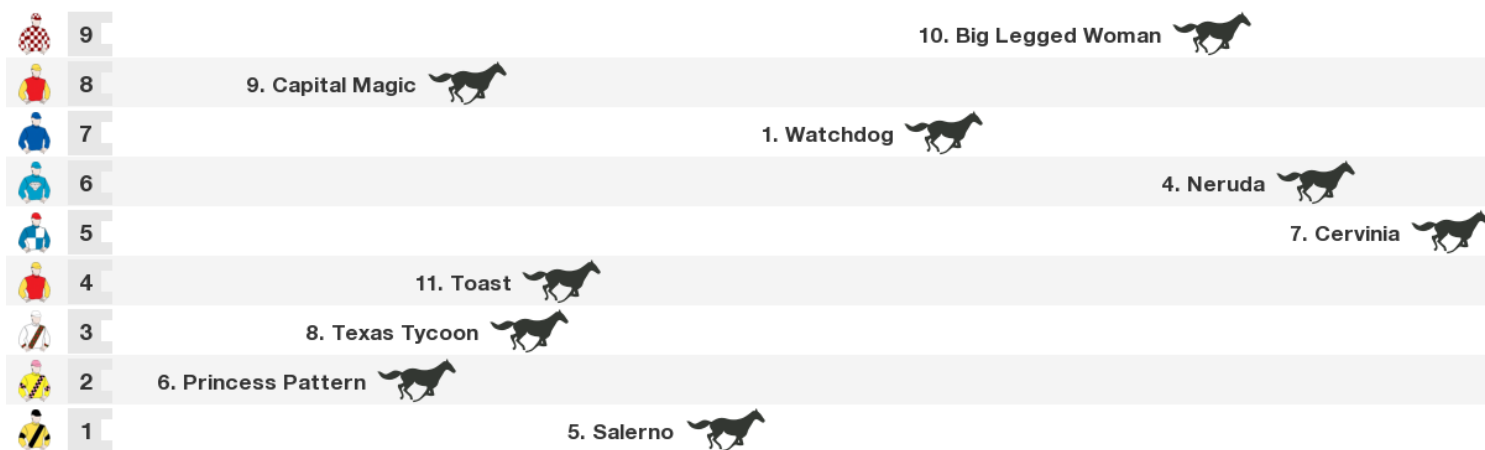 9 10. Big Legged Woman
8 9. Capital Magic
7 1. Watchdog
6 4. Neruda
5 7. Cervinia
4 11. Toast
3 8. Texas Tycoon
2 6. Princess Pattern
1 5. Salerno